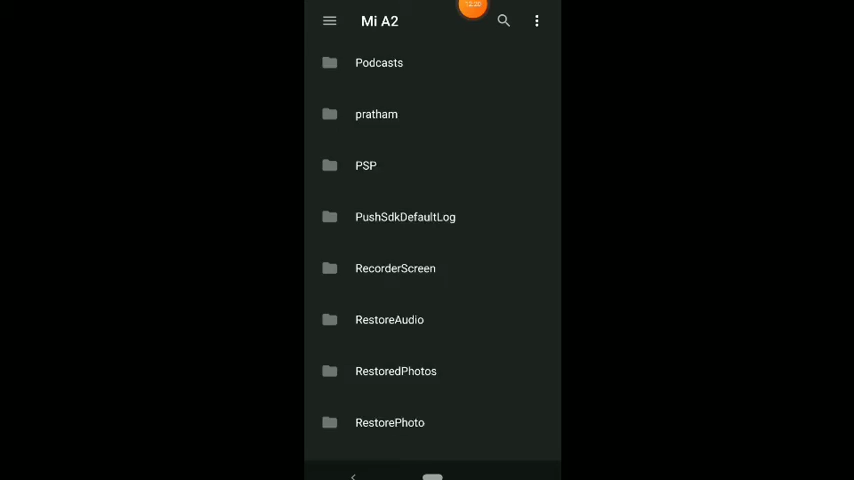 Mi A2
Podcasts
pratham
PSP
PushSdkDefaultLog
RecorderScreen
RestoreAudio
RestoredPhotos
RestorePhoto